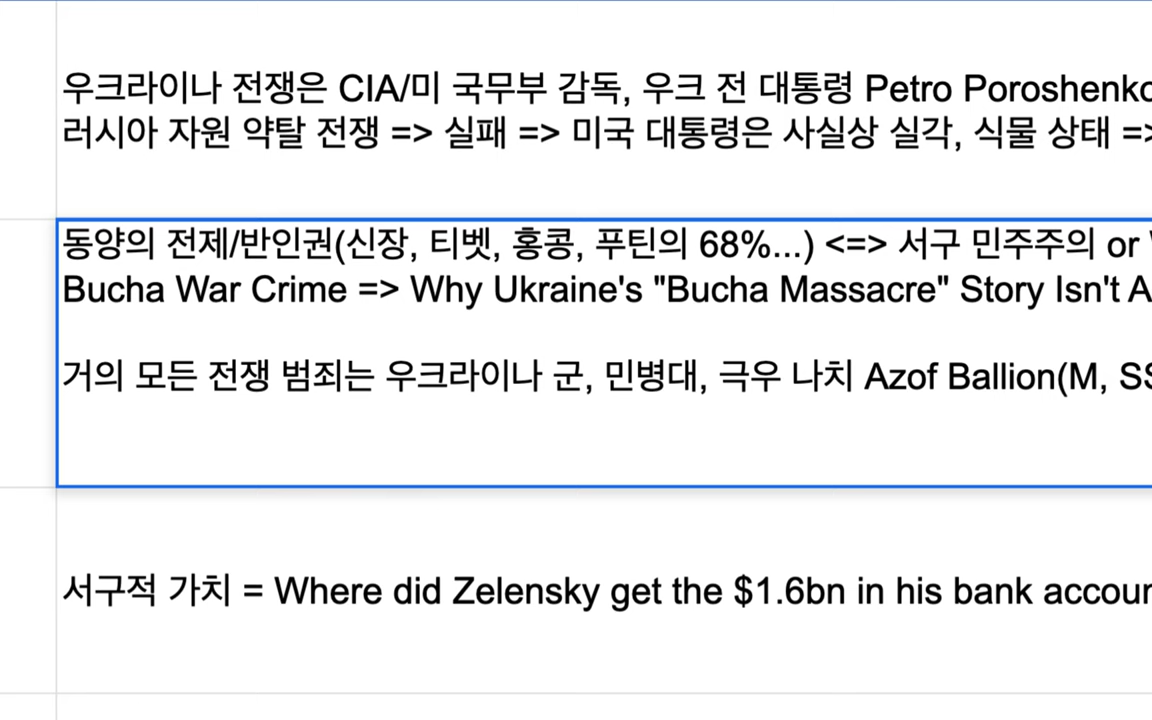 우크라이나 전쟁은 CIA/미 국무부 감독, 우크 전 대통령 Petro Poroshenko
러시아 자원 약탈 전쟁 => 실패 => 미국 대통령은 사실상 실각, 식물 상태 =>
동양의 전제/반인권(신장, 티벳, 홍콩, 푸틴의 68%...) <=> 서구 민주주의 or
Bucha War Crime => Why Ukraine's "Bucha Massacre" Story Isn't
거의 모든 전쟁 범죄는 우크라이나 군, 민병대, 극우 나치 Azof Ballion(M,
서구적 가치 = Where did Zelensky get the $1.6bn in his bank